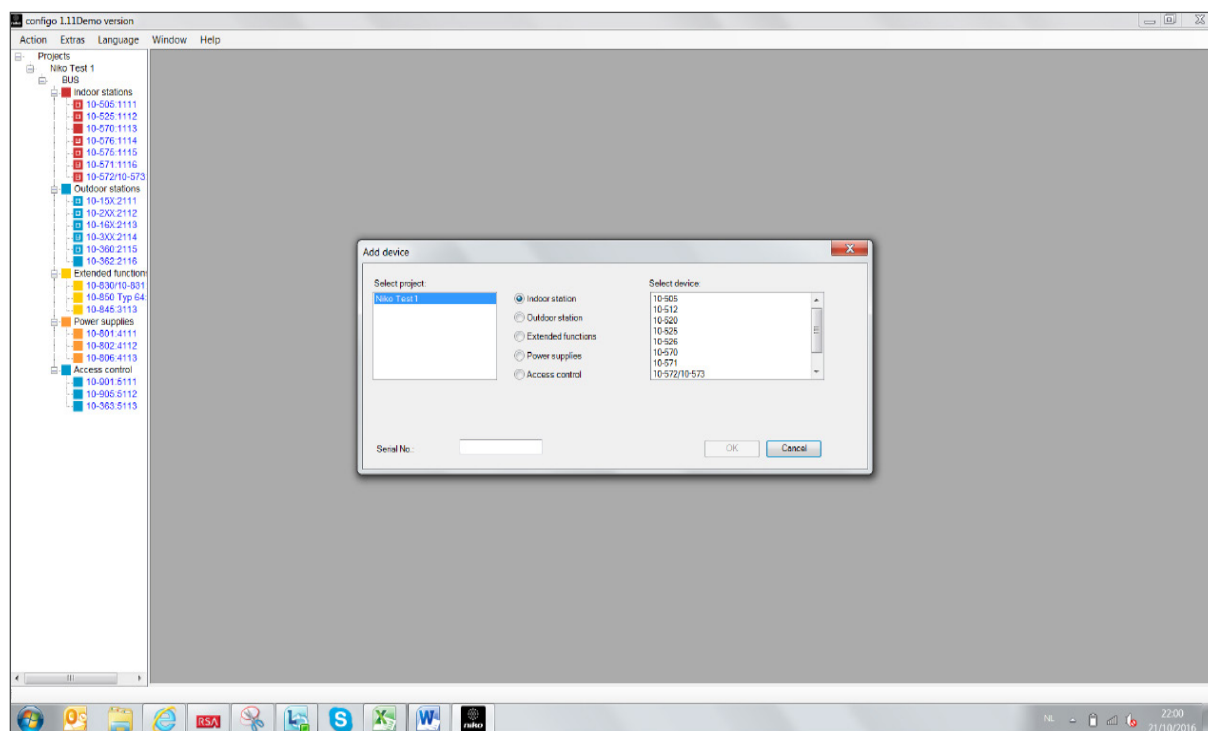 configo 1.11Demo version
Action Extras Language Window Help
Projects
Niko Test 1
BUS
Indoor stations
10-505:1111
10-525:1112
10-570:1113
10-576:1114
10-575:1115
10-571:1116
10-572/10-573
Outdoor stations
10-15X:2111
10-2XX:2112
10-16X:2113
10-3XX:2114
10-360:2115
10-362:2116
Extended function
10-830/10-831
10-850 Typ 64:
10-845:3113
Power supplies
10-801:4111
10-802:4112
10-806:4113
Access control
10-901:5111
10-905:5112
10-363:5113
Add device
Select project:
Niko Test 1
Indoor station
Outdoor station
Extended functions
Power supplies
Access control
Select device:
10-505
10-512
10-520
10-525
10-526
10-570
10-571
10-572/10-573
Serial No.:
OK Cancel
RSA
niko
NL 22:00
21/10/2016